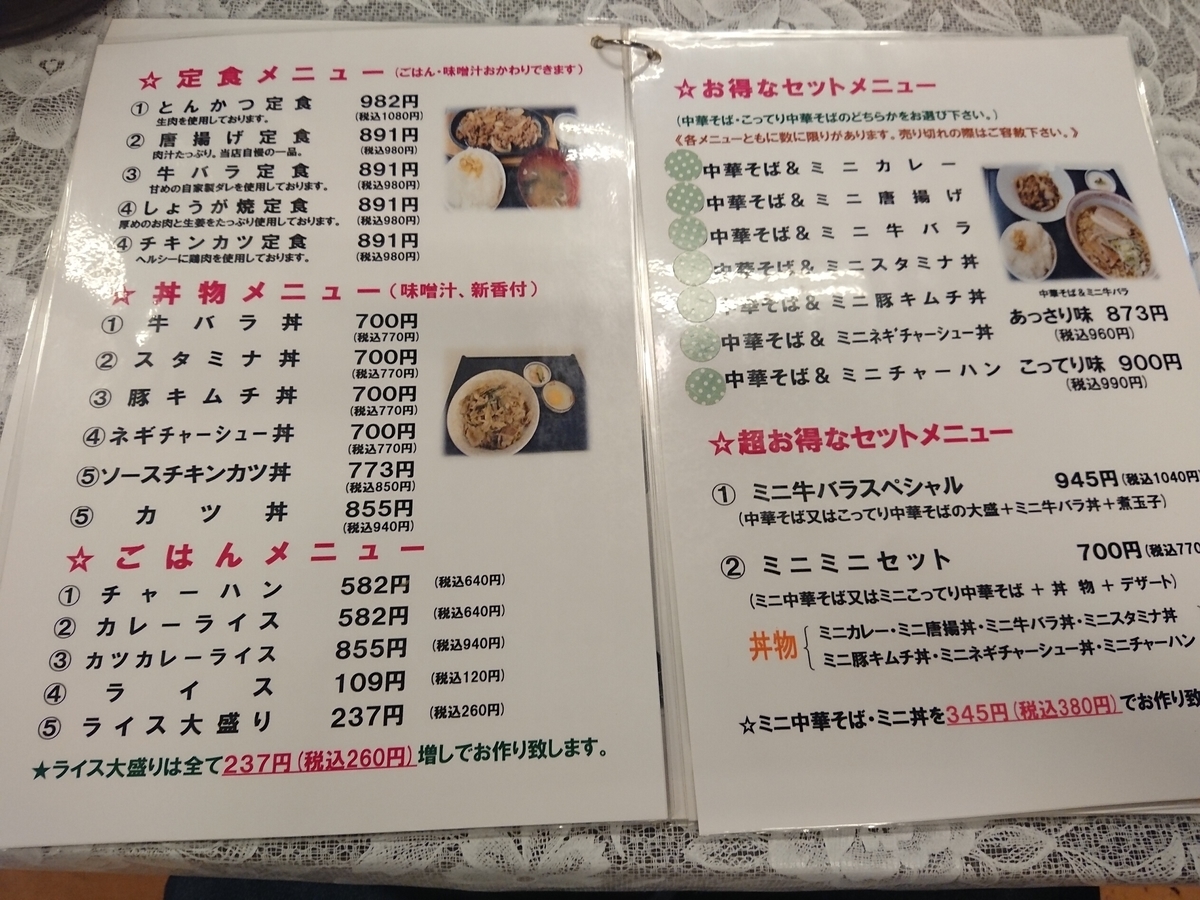 ☆ 定食メニュー（ごはん・味噌汁おかわりできます）
① とんかつ定食 982円
生肉を使用しております。 （税込1080円）
② 唐揚げ定食 891円
肉汁たっぷり。当店自慢の一品。 （税込980円）
③ 牛バラ定食 891円
甘めの自家製ダレを使用しております。 （税込980円）
④ しょうが焼定食 891円
厚めのお肉と生姜をたっぷり使用しております。 （税込980円）
④ チキンカツ定食 891円
ヘルシーに鶏肉を使用しております。 （税込980円）
☆ 丼物メニュー（味噌汁、新香付）
① 牛バラ丼 700円
（税込770円）
② スタミナ丼 700円
（税込770円）
③ 豚キムチ丼 700円
（税込770円）
④ ネギチャーシュー丼 700円
（税込770円）
⑤ ソースチキンカツ丼 773円
（税込850円）
⑤ カツ丼 855円
（税込940円）
☆ ごはんメニュー
① チャーハン 582円 （税込640円）
② カレーライス 582円 （税込640円）
③ カツカレーライス 855円 （税込940円）
④ ライス 109円 （税込120円）
⑤ ライス大盛り 237円 （税込260円）
★ライス大盛りは全て237円（税込260円）増しでお作り致します。
☆お得なセットメニュー
（中華そば・こってり中華そばのどちらかをお選び下さい。）
《各メニューともに数に限りがあります。売り切れの際はご容赦下さい。》
中華そば＆ミニカレー
中華そば＆ミニ唐揚げ
中華そば＆ミニ牛バラ
中華そば＆ミニスタミナ丼
中華そば＆ミニ豚キムチ丼
中華そば＆ミニネギチャーシュー丼
中華そば＆ミニチャーハン
中華そば＆ミニ牛バラ
あっさり味 873円
（税込960円）
こってり味 900円
（税込990円）
☆超お得なセットメニュー
① ミニ牛バラスペシャル 945円（税込1040円
（中華そば又はこってり中華そばの大盛＋ミニ牛バラ丼＋煮玉子）
② ミニミニセット 700円（税込770
（ミニ中華そば又はミニこってり中華そば ＋ 丼 物 ＋ デザート）
丼物 ミニカレー・ミニ唐揚丼・ミニ牛バラ丼・ミニスタミナ丼
ミニ豚キムチ丼・ミニネギチャーシュー丼・ミニチャーハン
☆ミニ中華そば・ミニ丼を345円（税込380円）でお作り致